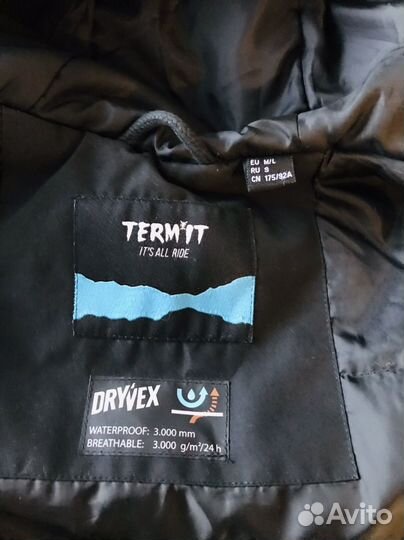 EU M/L
RU S
CN 175/92A
TERMIT
IT'S ALL RIDE
DRYVEX
WATERPROOF: 3.000 mm
BREATHABLE: 3.000 g/m²/24 h
Avito